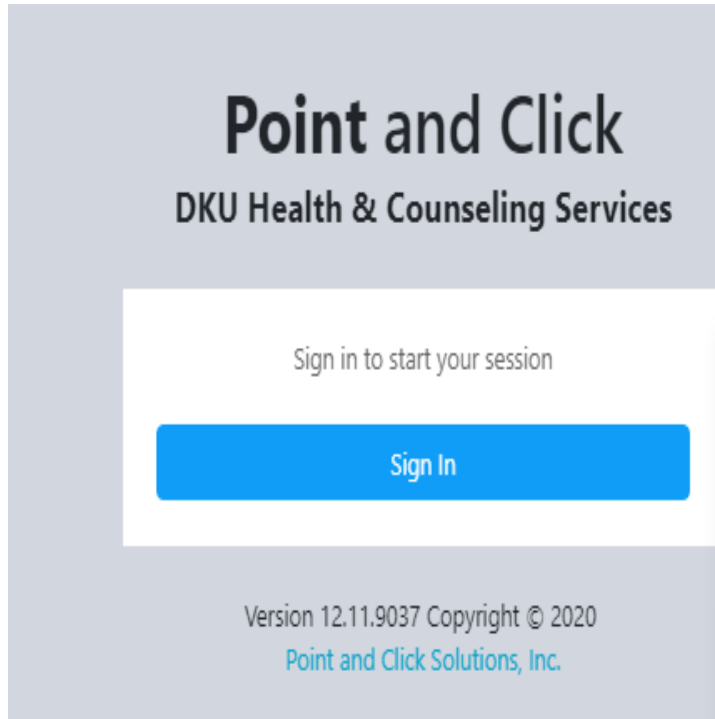 Point and Click
DKU Health & Counseling Services
Sign in to start your session
Sign In
Version 12.11.9037 Copyright © 2020
Point and Click Solutions, Inc.